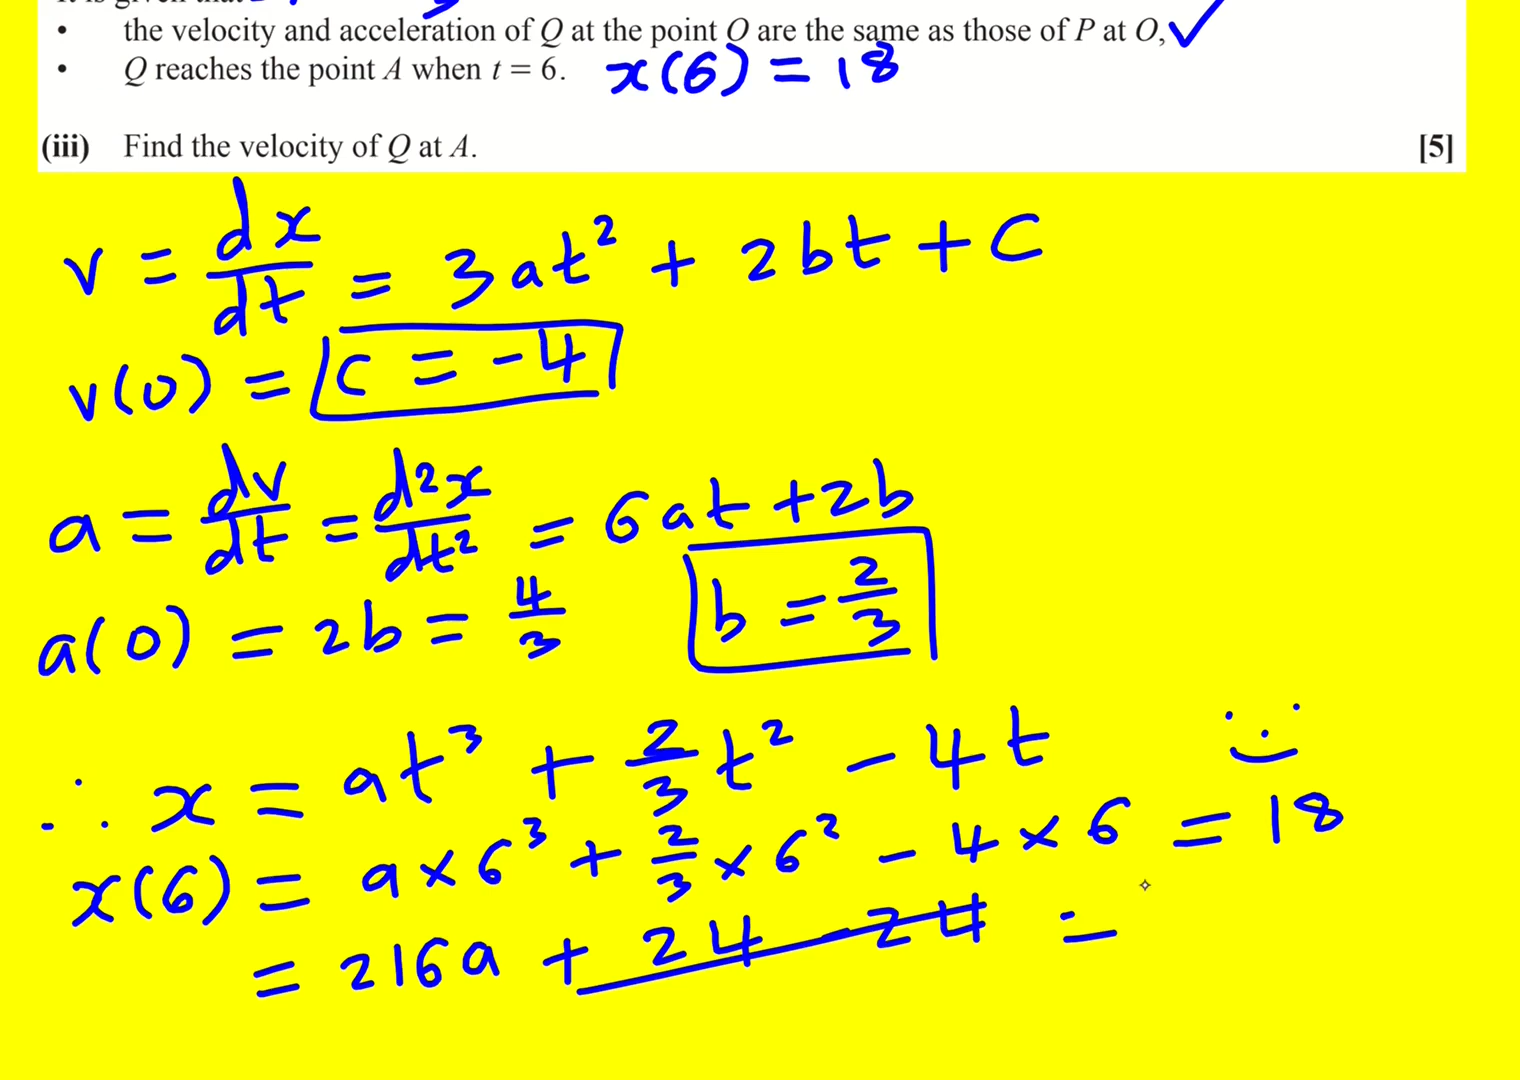 • the velocity and acceleration of Q at the point O are the same as those of P at O, ✓
• Q reaches the point A when t = 6. x(6) = 18
(iii) Find the velocity of Q at A. [5]
v = dx/dt = 3at² + 2bt + c
v(0) = c = -4
a = dv/dt = d²x/dt² = 6at + 2b
a(0) = 2b = 4/3 b = 2/3
∴ x = at³ + 2/3 t² - 4t
x(6) = a × 6³ + 2/3 × 6² - 4 × 6 = 18
= 216a + 24 - 24 =